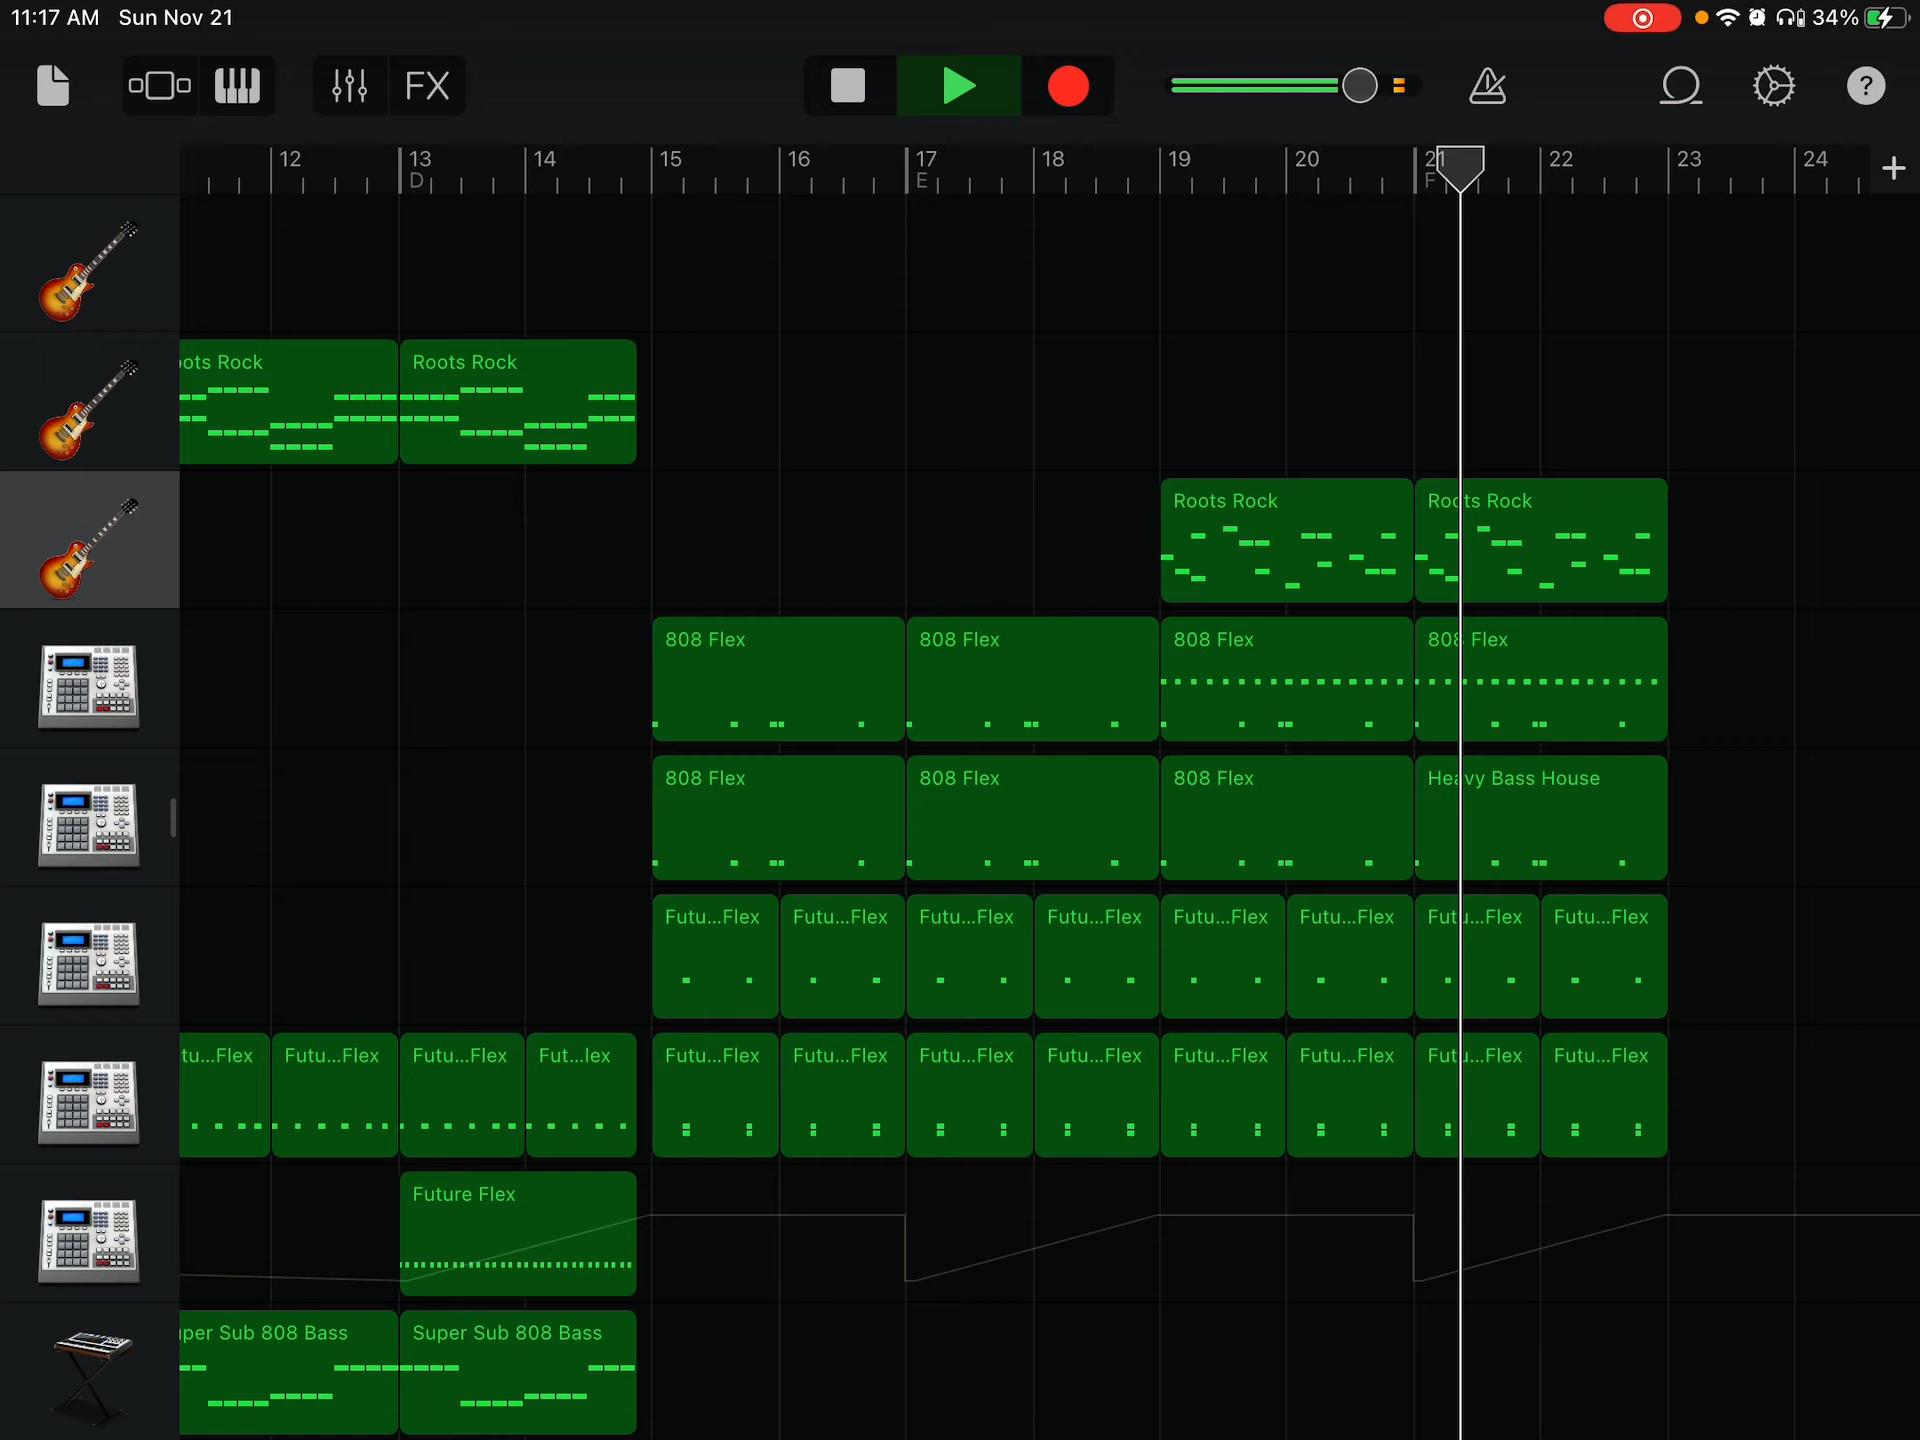 11:17 AM Sun Nov 21 34%
FX ?
12 13 14 15 16 17 18 19 20 21 22 23 24 +
D E F
oots Rock Roots Rock
Roots Rock Roots Rock
808 Flex 808 Flex 808 Flex 808 Flex
808 Flex 808 Flex 808 Flex Heavy Bass House
Futu...Flex Futu...Flex Futu...Flex Futu...Flex Futu...Flex Futu...Flex Futu...Flex Futu...Flex
tu...Flex Futu...Flex Futu...Flex Fut...lex Futu...Flex Futu...Flex Futu...Flex Futu...Flex Futu...Flex Futu...Flex Futu...Flex Futu...Flex
Future Flex
uper Sub 808 Bass Super Sub 808 Bass